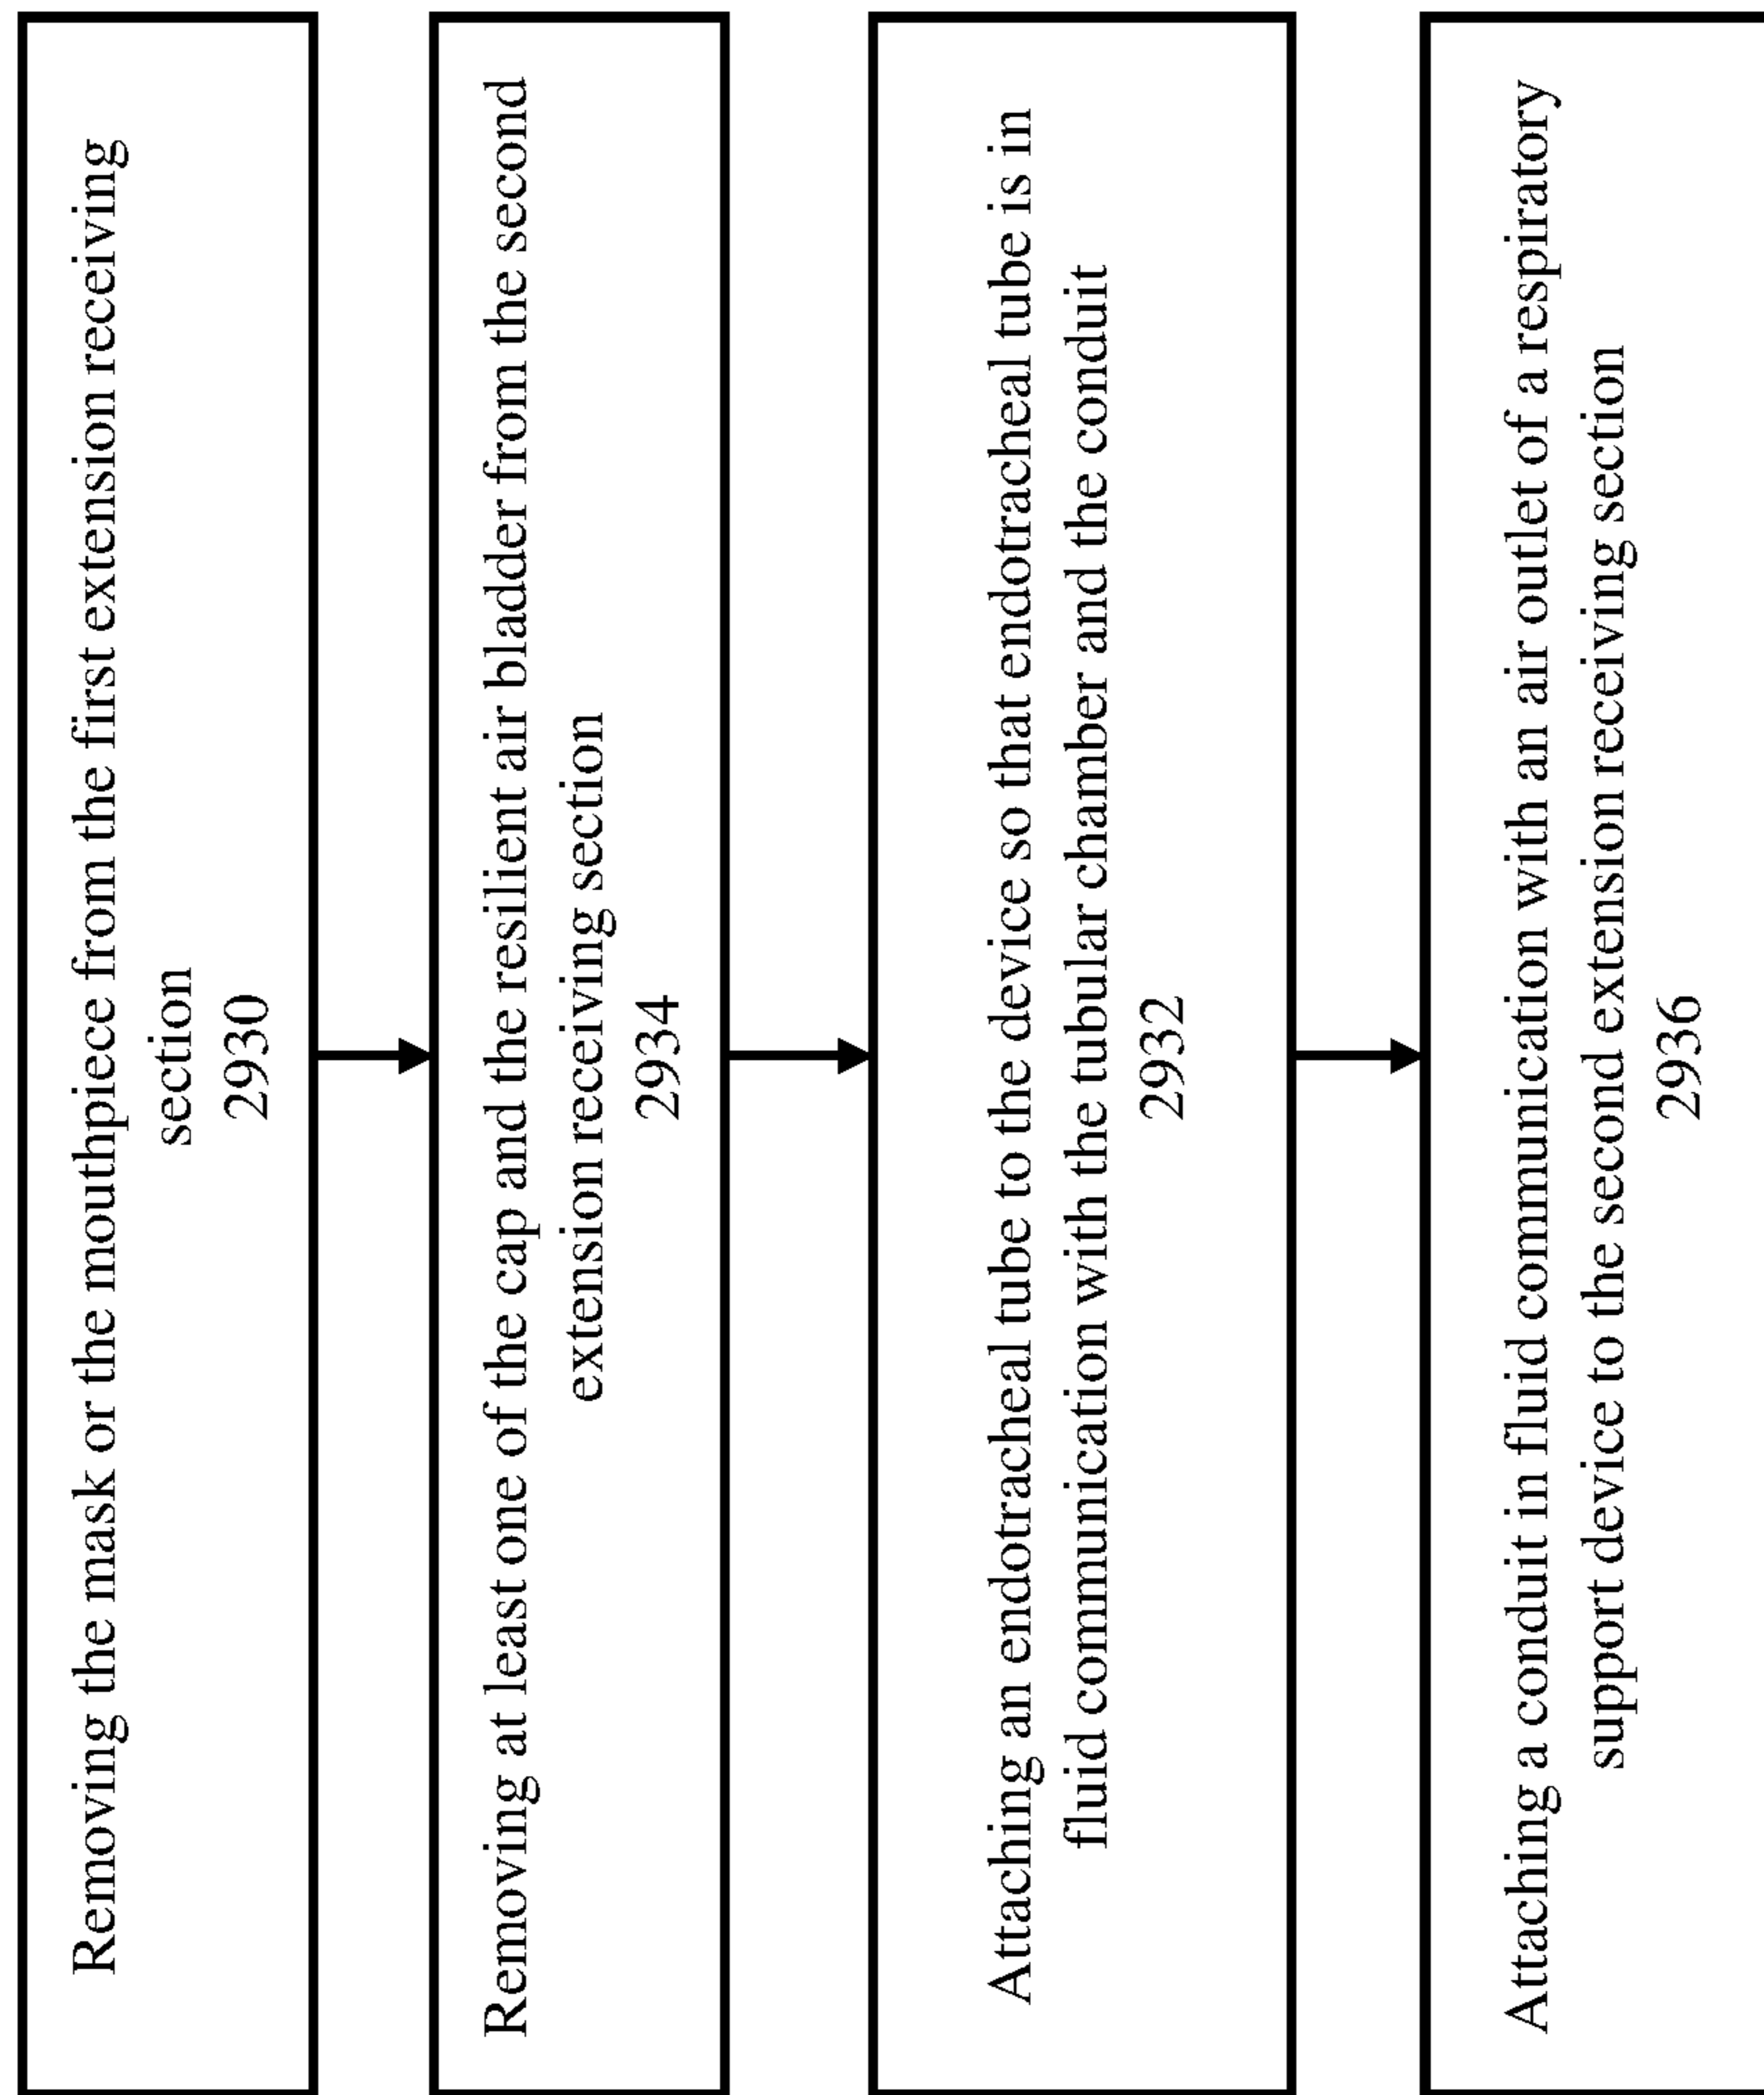 Removing the mask or the mouthpiece from the first extension receiving
section
2930
Removing at least one of the cap and the resilient air bladder from the second
extension receiving section
2934
Attaching an endotracheal tube to the device so that endotracheal tube is in
fluid communication with the tubular chamber and the conduit
2932
Attaching a conduit in fluid communication with an air outlet of a respiratory
support device to the second extension receiving section
2936